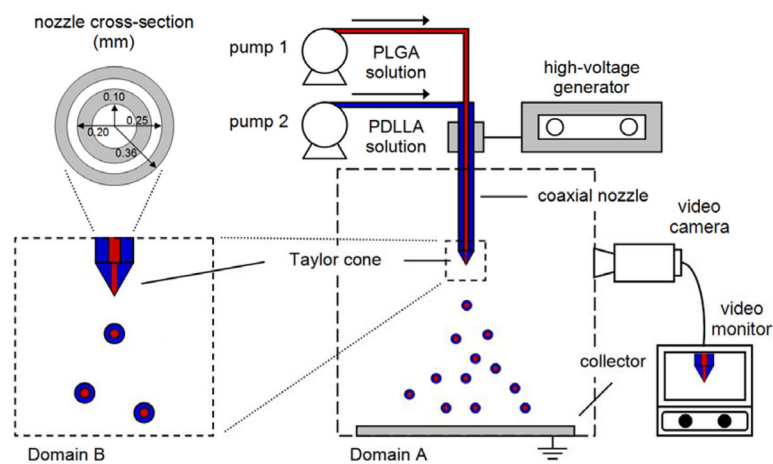 nozzle cross-section
(mm)
0.10
0.25
0.20
0.36
pump 1
PLGA
solution
pump 2
PDLLA
solution
high-voltage
generator
coaxial nozzle
video
camera
Taylor cone
video
monitor
collector
Domain B
Domain A